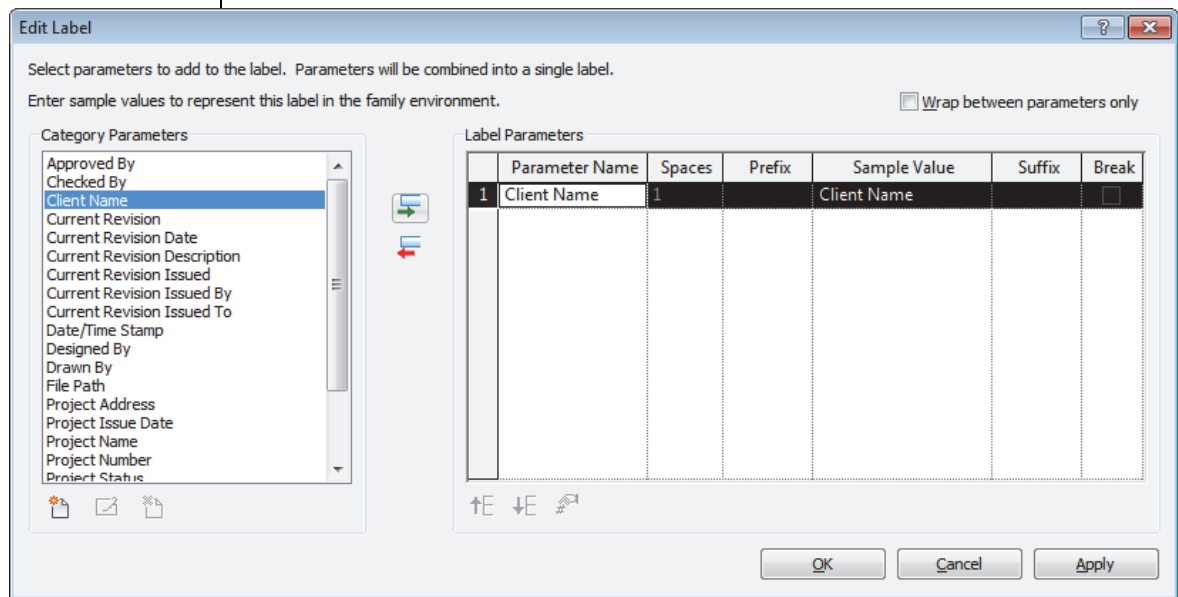 Edit Label
Select parameters to add to the label. Parameters will be combined into a single label.
Enter sample values to represent this label in the family environment.
Wrap between parameters only
Category Parameters
Approved By
Checked By
Client Name
Current Revision
Current Revision Date
Current Revision Description
Current Revision Issued
Current Revision Issued By
Current Revision Issued To
Date/Time Stamp
Designed By
Drawn By
File Path
Project Address
Project Issue Date
Project Name
Project Number
Project Status
Label Parameters
Parameter Name Spaces Prefix Sample Value Suffix Break
1 Client Name 1 Client Name
OK Cancel Apply